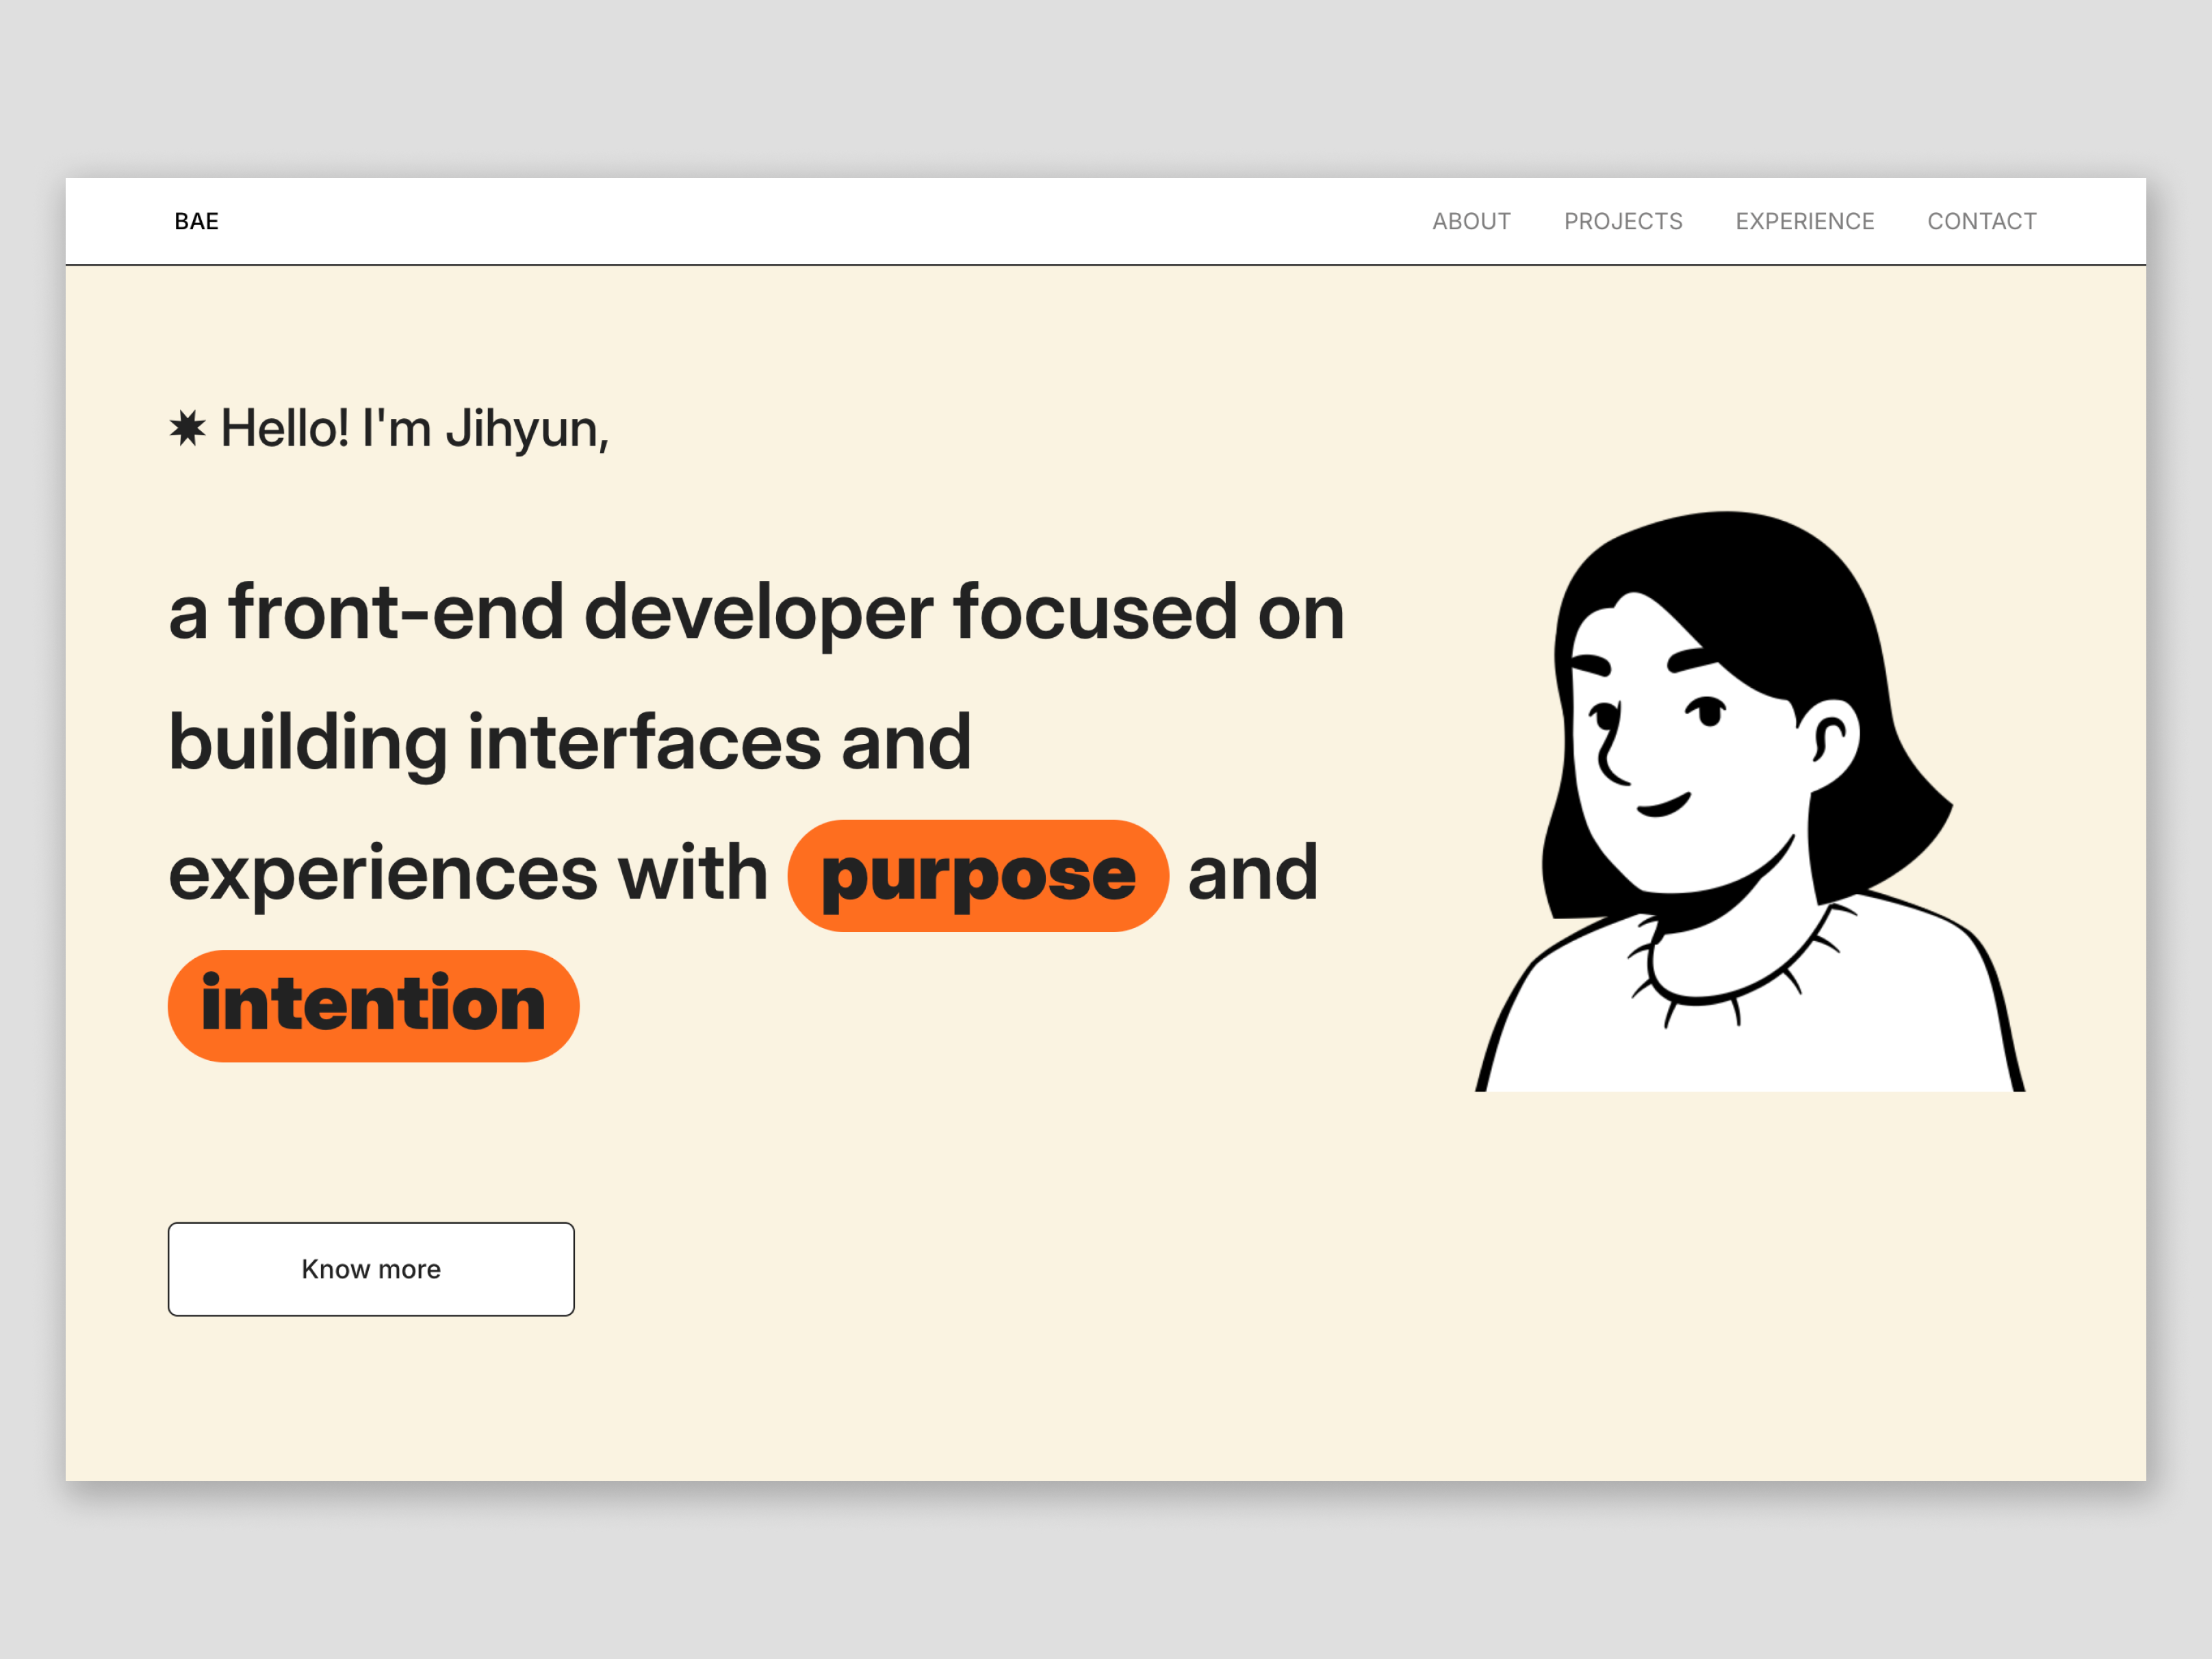 BAE
ABOUT PROJECTS EXPERIENCE CONTACT
Hello! I'm Jihyun,
a front-end developer focused on
building interfaces and
experiences with purpose and
intention
Know more